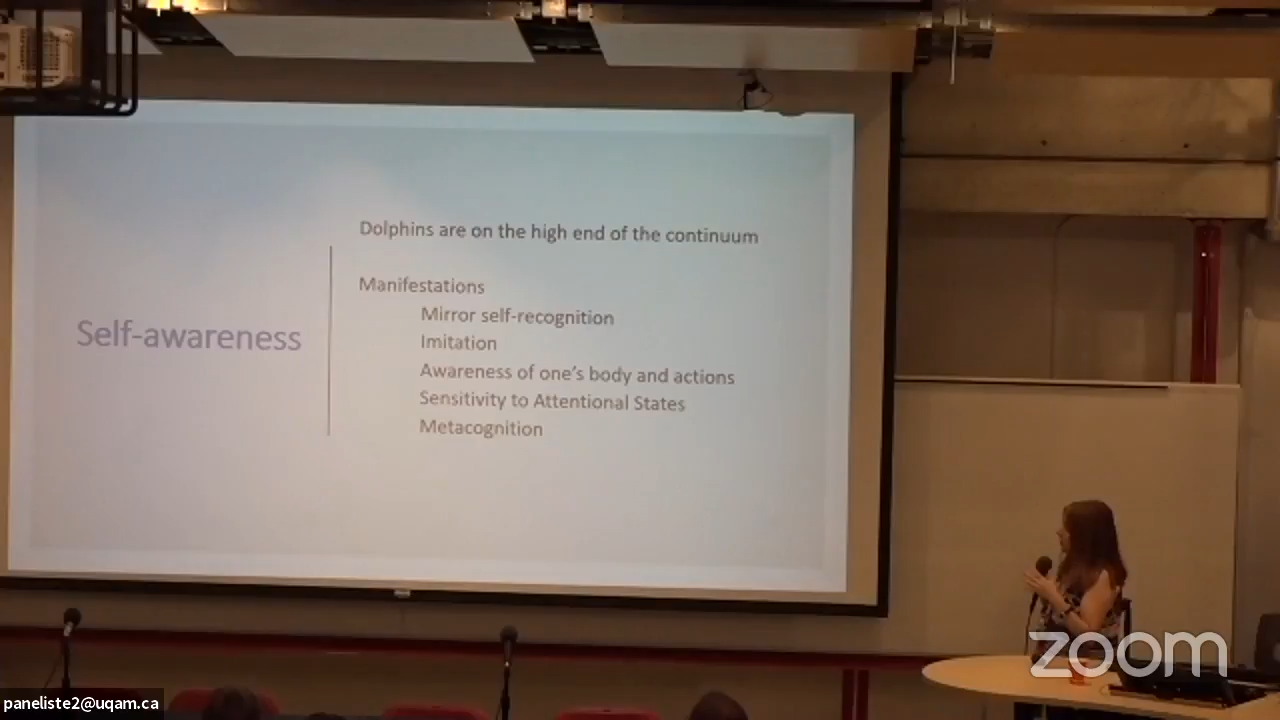 Dolphins are on the high end of the continuum
Manifestations
Mirror self-recognition
Self-awareness
Imitation
Awareness of one's body and actions
Sensitivity to Attentional States
Metacognition
zoom
paneliste2@uqam.ca